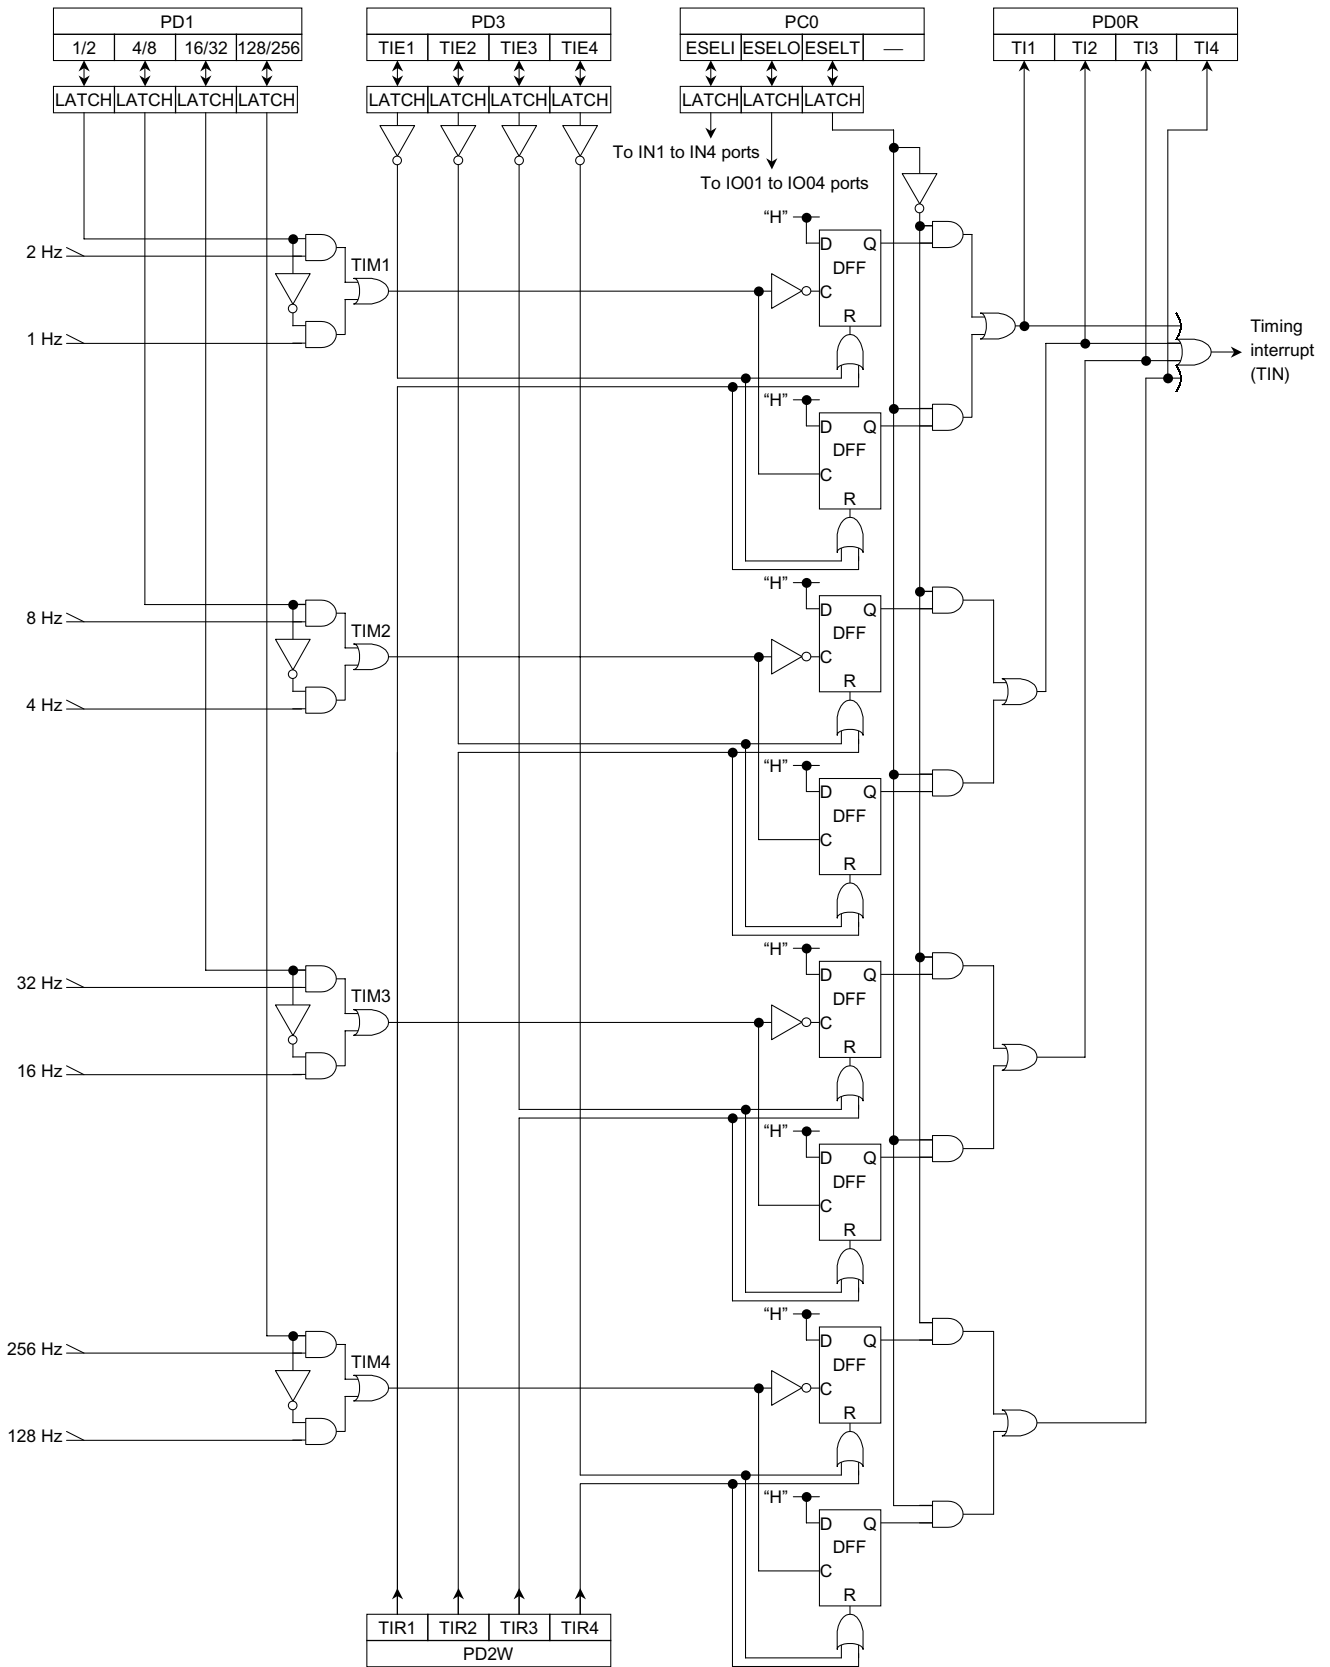 PD1 PD3 PC0 PD0R
1/2 4/8 16/32 128/256 TIE1 TIE2 TIE3 TIE4 ESELI ESELO ESELT — TI1 TI2 TI3 TI4
LATCH LATCH LATCH LATCH LATCH LATCH LATCH LATCH LATCH LATCH LATCH
To IN1 to IN4 ports
To IO01 to IO04 ports
“H”
D Q
2 Hz
TIM1
DFF
C
R
1 Hz
Timing
interrupt
(TIN)
“H”
D Q
DFF
C
R
“H”
D Q
8 Hz
TIM2
DFF
C
R
4 Hz
“H”
D Q
DFF
C
R
“H”
D Q
32 Hz
TIM3
DFF
C
R
16 Hz
“H”
D Q
DFF
C
R
“H”
D Q
256 Hz
TIM4
DFF
C
R
128 Hz
“H”
D Q
DFF
C
R
TIR1 TIR2 TIR3 TIR4
PD2W